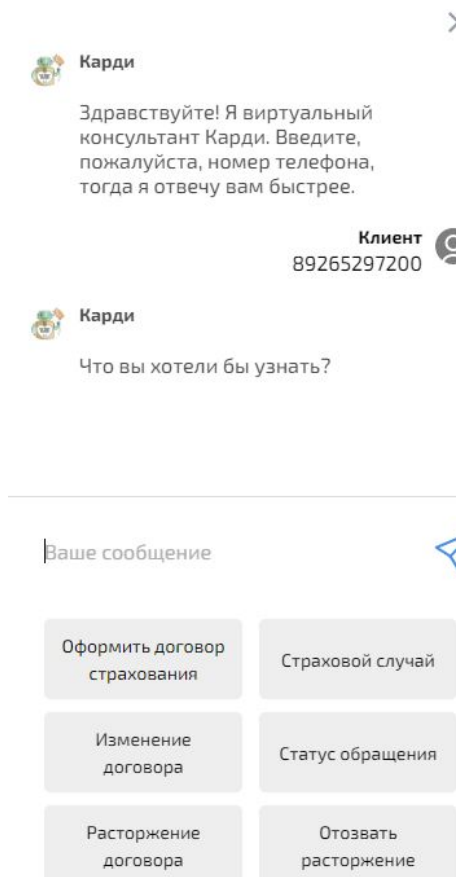 Карди
Здравствуйте! Я виртуальный
консультант Карди. Введите,
пожалуйста, номер телефона,
тогда я отвечу вам быстрее.
Клиент
89265297200
Карди
Что вы хотели бы узнать?
Ваше сообщение
Оформить договор
страхования
Страховой случай
Изменение
договора
Статус обращения
Расторжение
договора
Отозвать
расторжение